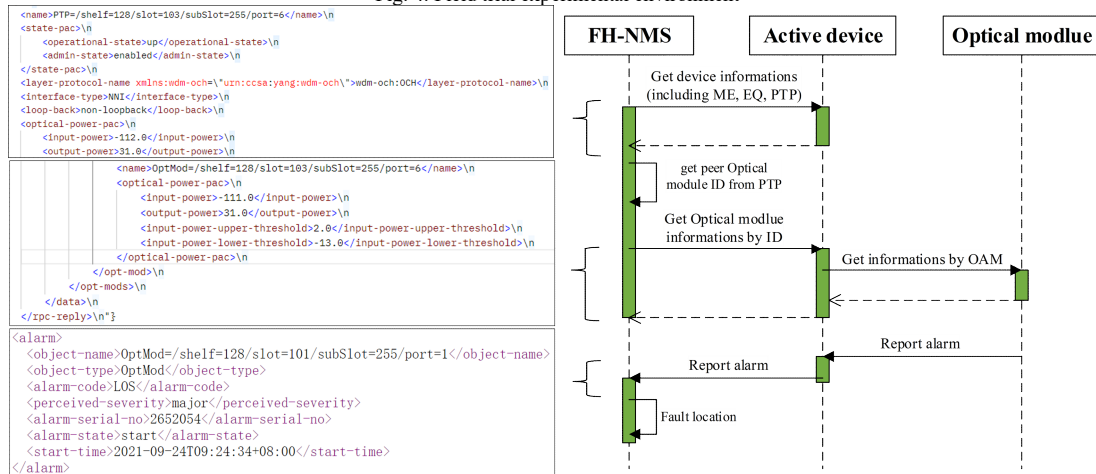 <name>PTP=/shelf=128/slot=103/subSlot=255/port=6</name>\n
<state-pac>\n
<operational-state>up</operational-state>\n
<admin-state>enabled</admin-state>\n
</state-pac>\n
<layer-protocol-name xmlns:wdm-och=\"urn:ccsa:yang:wdm-och\">wdm-och:OCH</layer-protocol-name>\n
<interface-type>NNI</interface-type>\n
<loop-back>non-loopback</loop-back>\n
<optical-power-pac>\n
<input-power>-112.0</input-power>\n
<output-power>31.0</output-power>\n
<name>OptMod=/shelf=128/slot=103/subSlot=255/port=6</name>\n
<optical-power-pac>\n
<input-power>-111.0</input-power>\n
<output-power>31.0</output-power>\n
<input-power-upper-threshold>2.0</input-power-upper-threshold>\n
<input-power-lower-threshold>-13.0</input-power-lower-threshold>\n
</optical-power-pac>\n
</opt-mod>\n
</opt-mods>\n
</data>\n
</rpc-reply>\n"}
<alarm>
<object-name>OptMod=/shelf=128/slot=101/subSlot=255/port=1</object-name>
<object-type>OptMod</object-type>
<alarm-code>LOS</alarm-code>
<perceived-severity>major</perceived-severity>
<alarm-serial-no>2652054</alarm-serial-no>
<alarm-state>start</alarm-state>
<start-time>2021-09-24T09:24:34+08:00</start-time>
</alarm>
FH-NMS
Active device
Optical modlue
Get device informations
(including ME, EQ, PTP)
get peer Optical
module ID from PTP
Get Optical modlue
informations by ID
Get informations by OAM
Report alarm
Report alarm
Fault location